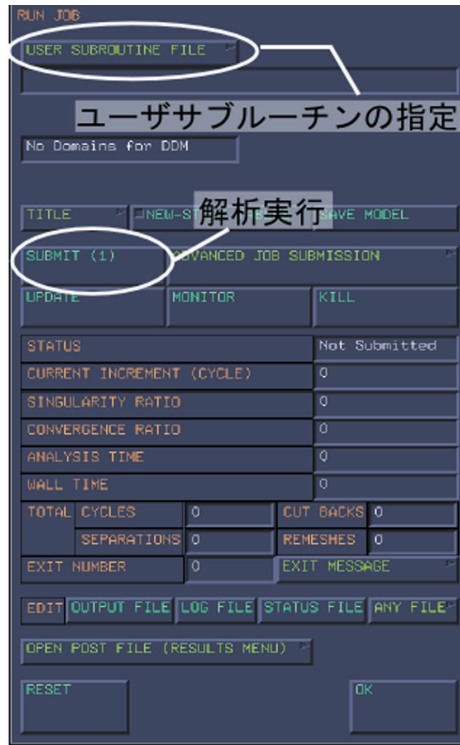 RUN JOB
USER SUBROUTINE FILE
ユーザサブルーチンの指定
No Domains for DDM
解析実行
TITLE NEW-ST SAVE MODEL
SUBMIT (1) ADVANCED JOB SUBMISSION
UPDATE MONITOR KILL
STATUS Not Submitted
CURRENT INCREMENT (CYCLE) 0
SINGULARITY RATIO 0
CONVERGENCE RATIO 0
ANALYSIS TIME 0
WALL TIME 0
TOTAL CYCLES 0 CUT BACKS 0
SEPARATIONS 0 REMESHES 0
EXIT NUMBER 0 EXIT MESSAGE
EDIT OUTPUT FILE LOG FILE STATUS FILE ANY FILE
OPEN POST FILE (RESULTS MENU)
RESET OK